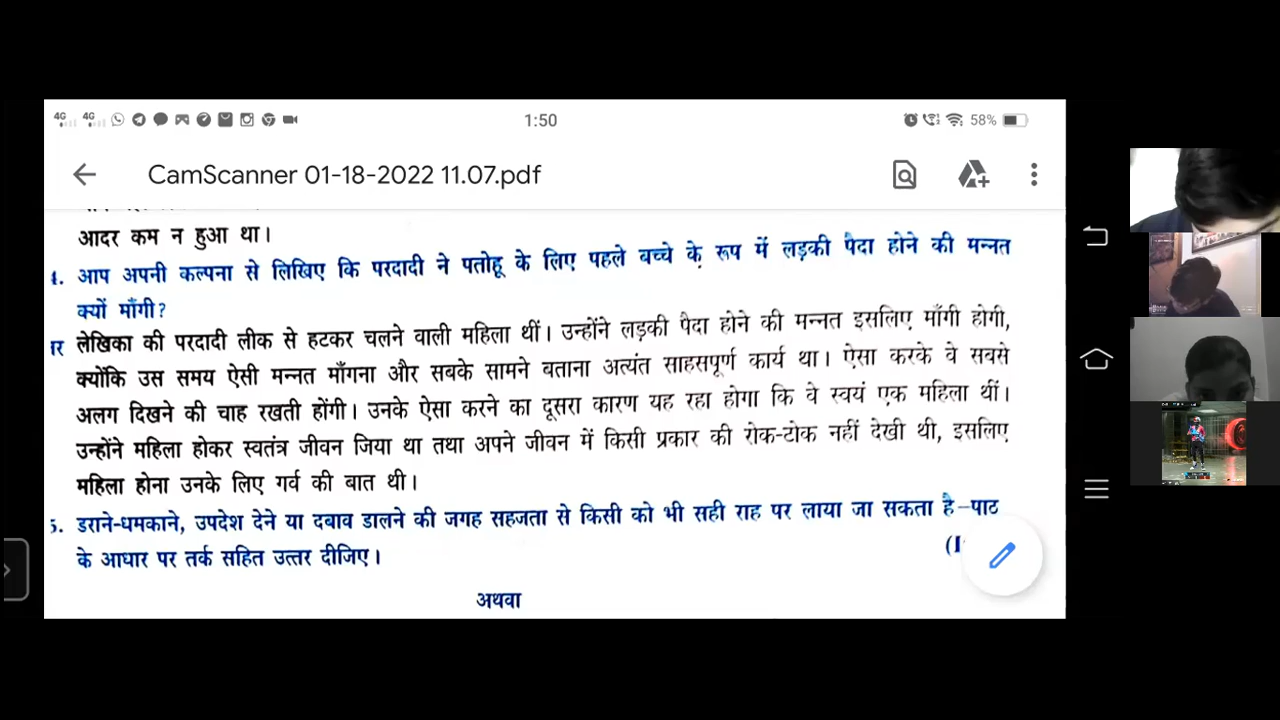 4G 4G 1:50 58%
CamScanner 01-18-2022 11.07.pdf
आदर कम न हुआ था।
4. आप अपनी कल्पना से लिखिए कि परदादी ने पतोहू के लिए पहले बच्चे के रूप में लड़की पैदा होने की मन्नत
क्यों माँगी?
लेखिका की परदादी लीक से हटकर चलने वाली महिला थीं। उन्होंने लड़की पैदा होने की मन्नत इसलिए माँगी होगी,
क्योंकि उस समय ऐसी मन्नत माँगना और सबके सामने बताना अत्यंत साहसपूर्ण कार्य था। ऐसा करके वे सबसे
अलग दिखने की चाह रखती होंगी। उनके ऐसा करने का दूसरा कारण यह रहा होगा कि वे स्वयं एक महिला थीं।
उन्होंने महिला होकर स्वतंत्र जीवन जिया था तथा अपने जीवन में किसी प्रकार की रोक-टोक नहीं देखी थी, इसलिए
महिला होना उनके लिए गर्व की बात थी।
5. डराने-धमकाने, उपदेश देने या दबाव डालने की जगह सहजता से किसी को भी सही राह पर लाया जा सकता है–पाठ
के आधार पर तर्क सहित उत्तर दीजिए।
अथवा